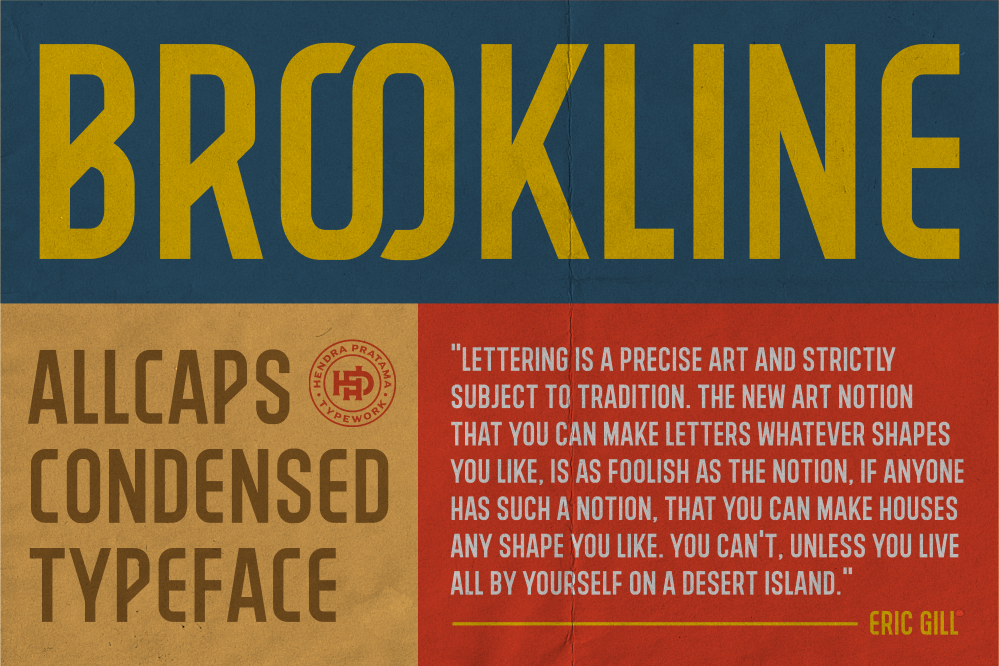 BROOKLINE
ALLCAPS
CONDENSED
TYPEFACE
HENDRA PRATAMA
HP
• TYPEWORK •
"LETTERING IS A PRECISE ART AND STRICTLY
SUBJECT TO TRADITION. THE NEW ART NOTION
THAT YOU CAN MAKE LETTERS WHATEVER SHAPES
YOU LIKE, IS AS FOOLISH AS THE NOTION, IF ANYONE
HAS SUCH A NOTION, THAT YOU CAN MAKE HOUSES
ANY SHAPE YOU LIKE. YOU CAN'T, UNLESS YOU LIVE
ALL BY YOURSELF ON A DESERT ISLAND."
ERIC GILL